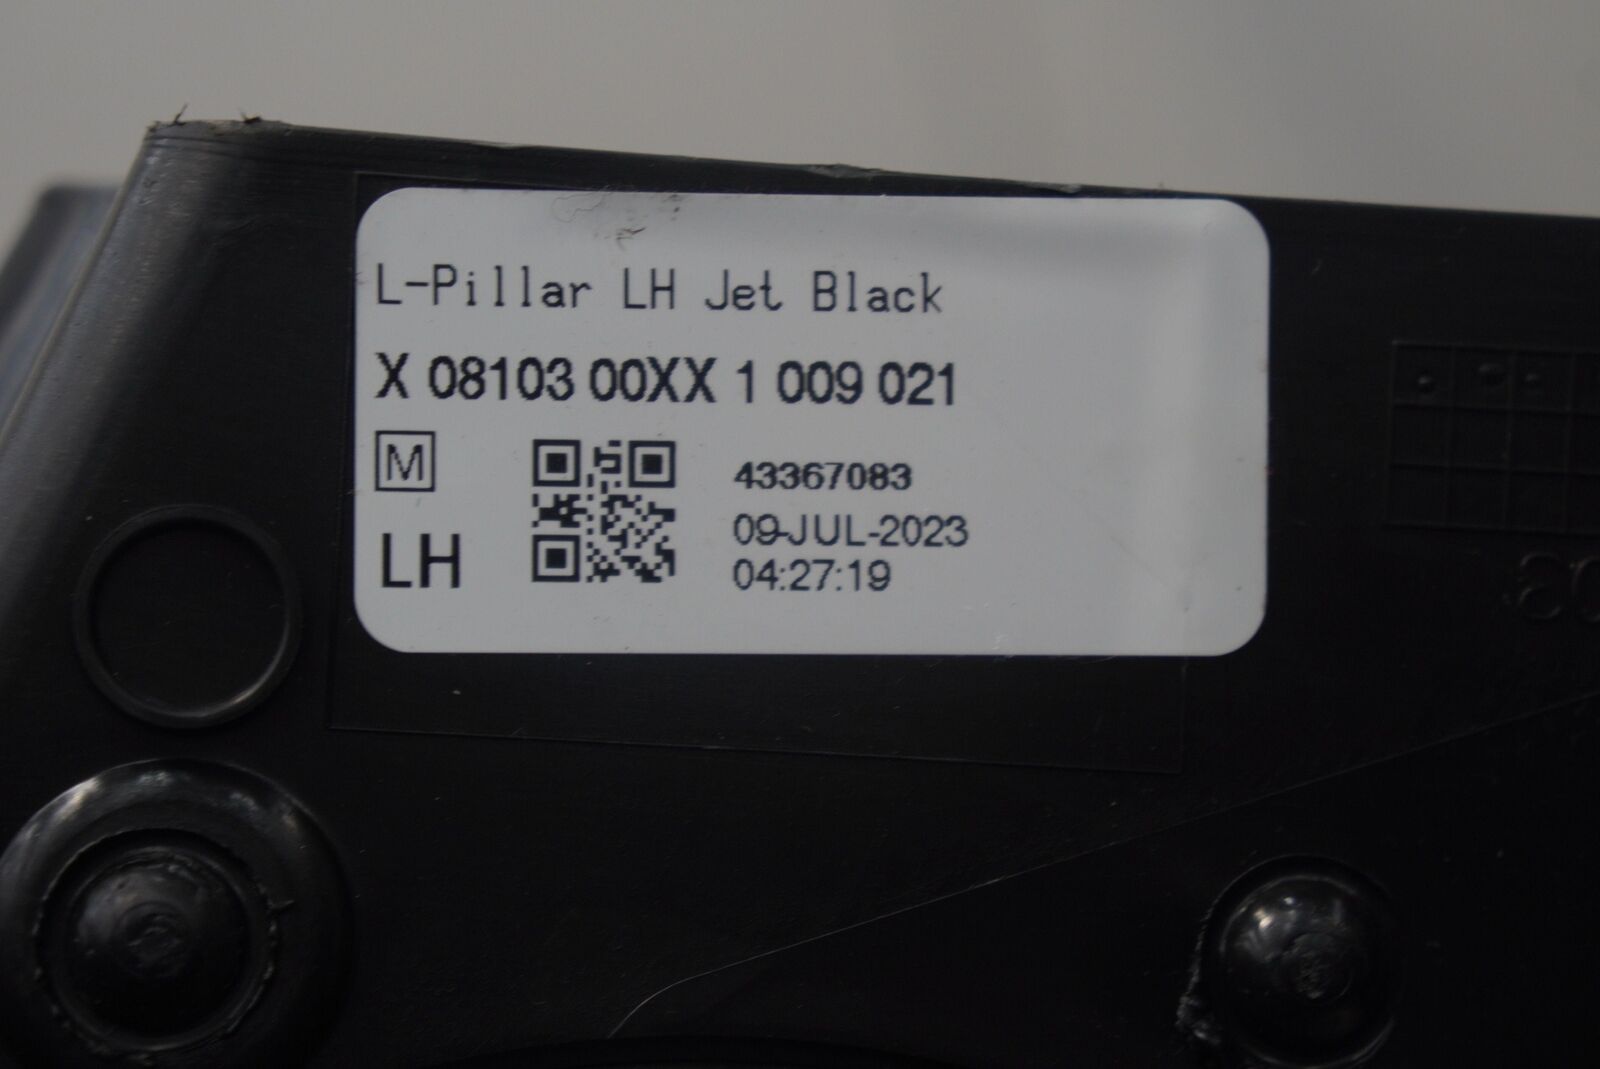 L-Pillar LH Jet Black
X 08103 00XX 1 009 021
M
43367083
LH
09-JUL-2023
04:27:19